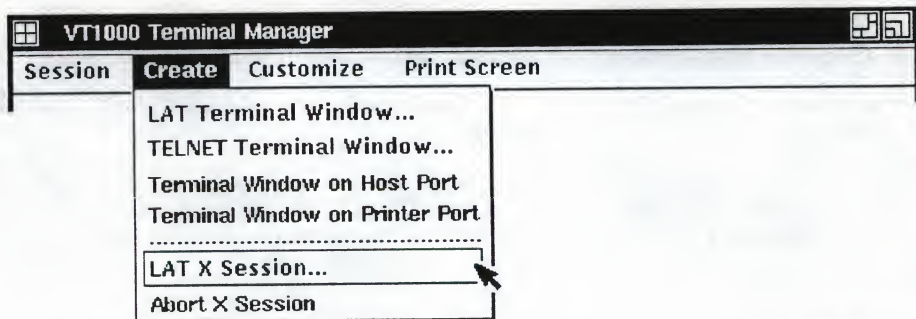 VT1000 Terminal Manager
Session Create Customize Print Screen
LAT Terminal Window...
TELNET Terminal Window...
Terminal Window on Host Port
Terminal Window on Printer Port
LAT X Session...
Abort X Session